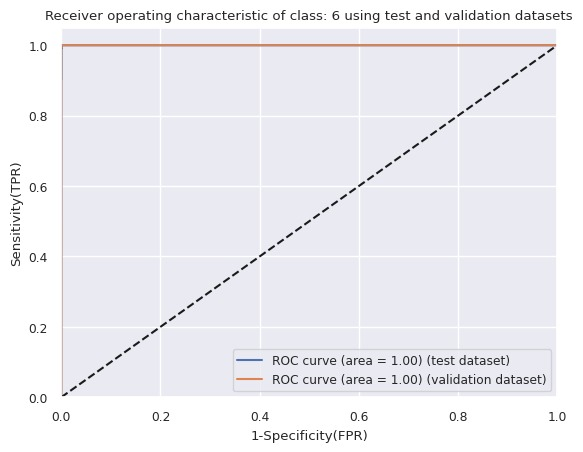 Receiver operating characteristic of class: 6 using test and validation datasets
1.0
0.8
0.6
0.4
0.2
0.0
Sensitivity(TPR)
ROC curve (area = 1.00) (test dataset)
ROC curve (area = 1.00) (validation dataset)
0.0 0.2 0.4 0.6 0.8 1.0
1-Specificity(FPR)